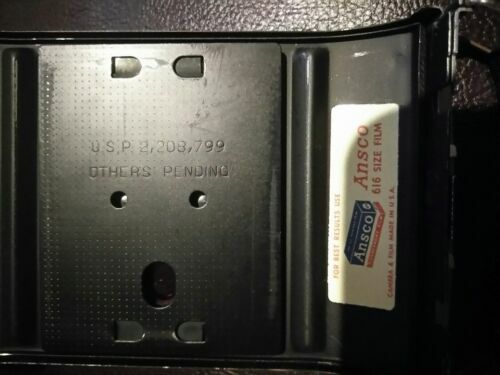 U.S.P. 2,208,799
OTHERS PENDING
FOR BEST RESULTS USE
Ansco
616 SIZE FILM
Ansco
CAMERA & FILM MADE IN U.S.A.